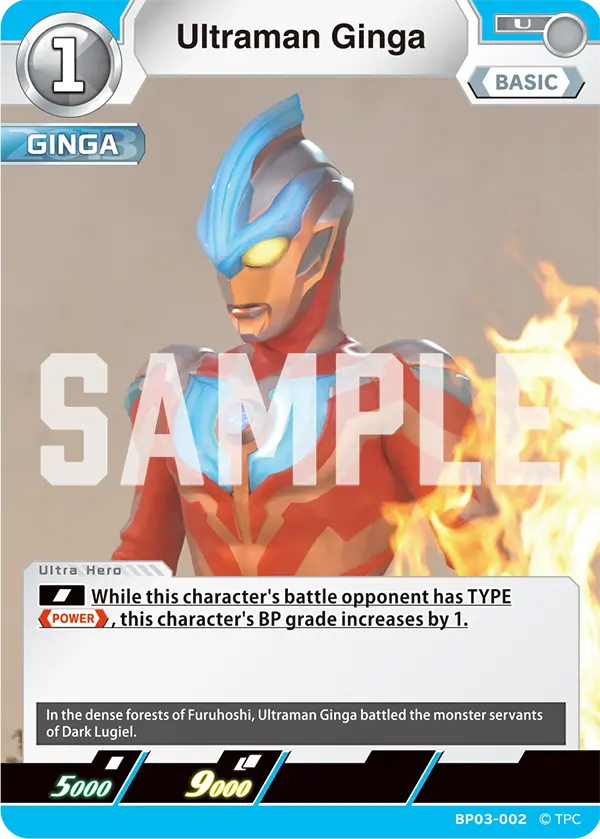 1
Ultraman Ginga
U
BASIC
GINGA
SAMPLE
Ultra Hero
While this character's battle opponent has TYPE
POWER, this character's BP grade increases by 1.
In the dense forests of Furuhoshi, Ultraman Ginga battled the monster servants
of Dark Lugiel.
5000
9000
BP03-002 © TPC